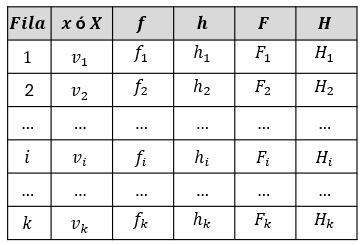 Fila x ó X f h F H
1 v₁ f₁ h₁ F₁ H₁
2 v₂ f₂ h₂ F₂ H₂
... ... ... ... ... ...
i vᵢ fᵢ hᵢ Fᵢ Hᵢ
... ... ... ... ... ...
k vₖ fₖ hₖ Fₖ Hₖ